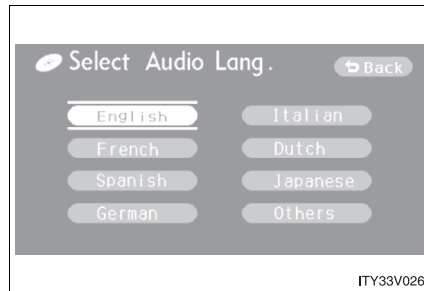 Select Audio Lang.
Back
English
Italian
French
Dutch
Spanish
Japanese
German
Others
ITY33V026